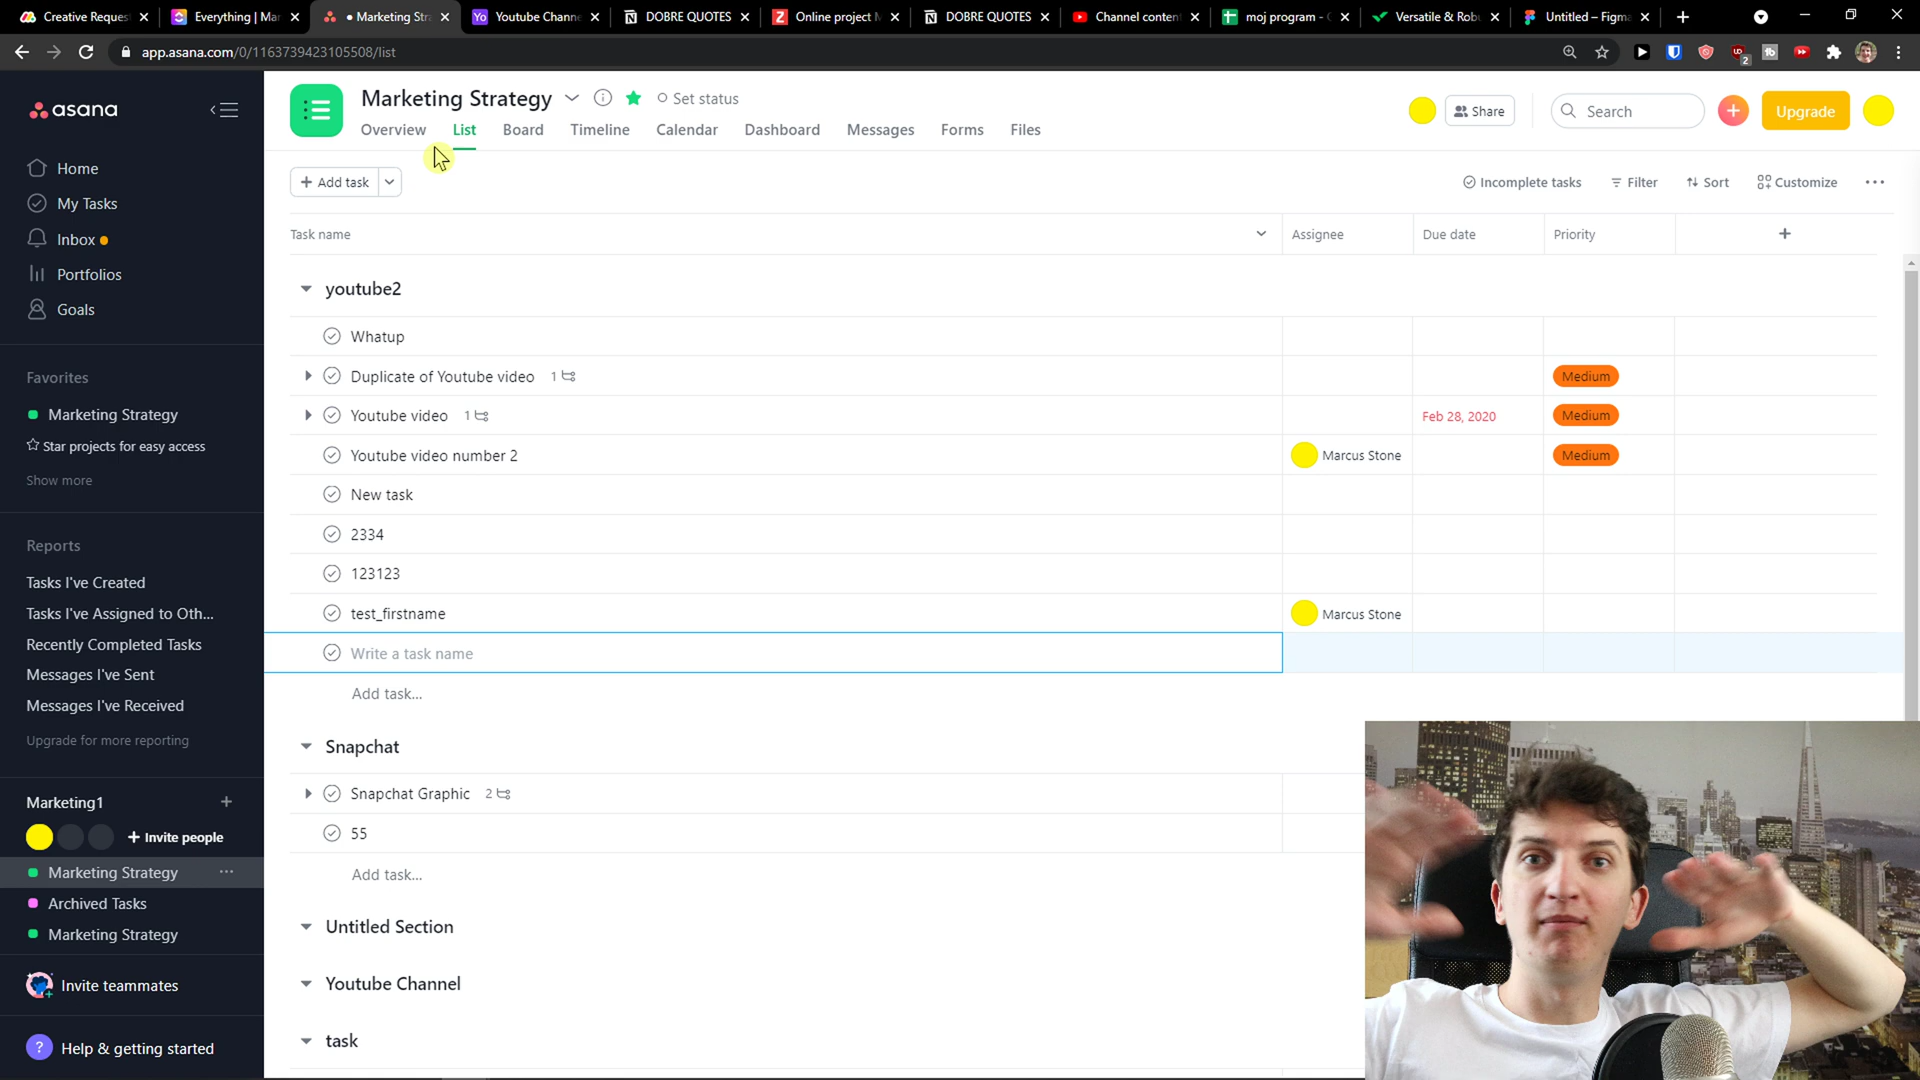 Creative Reques
Everything | Mar
• Marketing Stra
Youtube Channe
DOBRE QUOTES
Online project M
DOBRE QUOTES
Channel content
moj program - G
Versatile & Robu
Untitled – Figma
app.asana.com/0/1163739423105508/list
2
asana
Home
My Tasks
Inbox
Portfolios
Goals
Favorites
Marketing Strategy
Star projects for easy access
Show more
Reports
Tasks I've Created
Tasks I've Assigned to Oth...
Recently Completed Tasks
Messages I've Sent
Messages I've Received
Upgrade for more reporting
Marketing1
+ Invite people
Marketing Strategy
Archived Tasks
Marketing Strategy
Invite teammates
? Help & getting started
Marketing Strategy
Set status
Share
Search
Upgrade
Overview List Board Timeline Calendar Dashboard Messages Forms Files
+ Add task
Incomplete tasks Filter Sort Customize
Task name Assignee Due date Priority
youtube2
Whatup
Duplicate of Youtube video 1 Medium
Youtube video 1 Feb 28, 2020 Medium
Youtube video number 2 Marcus Stone Medium
New task
2334
123123
test_firstname Marcus Stone
Write a task name
Add task...
Snapchat
Snapchat Graphic 2
55
Add task...
Untitled Section
Youtube Channel
task